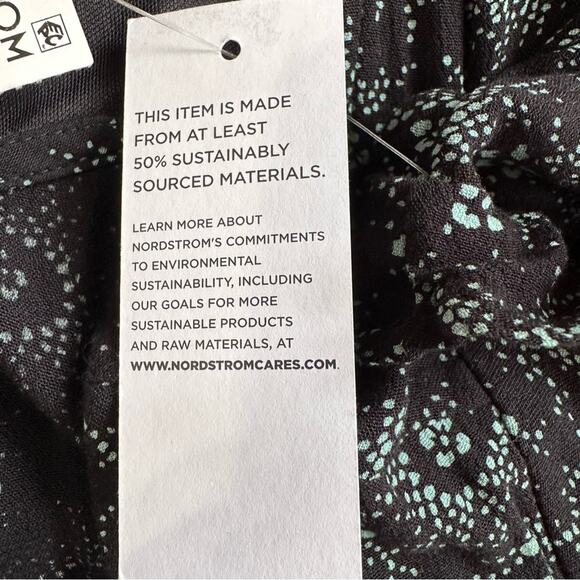 OM
THIS ITEM IS MADE
FROM AT LEAST
50% SUSTAINABLY
SOURCED MATERIALS.
LEARN MORE ABOUT
NORDSTROM'S COMMITMENTS
TO ENVIRONMENTAL
SUSTAINABILITY, INCLUDING
OUR GOALS FOR MORE
SUSTAINABLE PRODUCTS
AND RAW MATERIALS, AT
WWW.NORDSTROMCARES.COM.